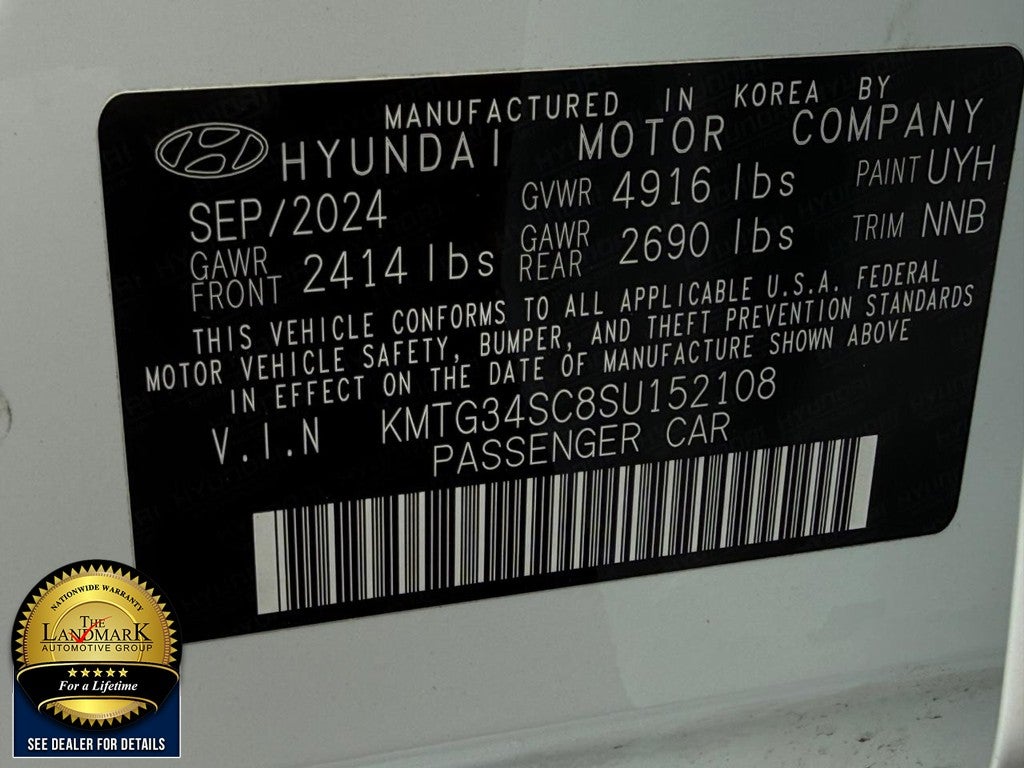 MANUFACTURED IN KOREA BY
HYUNDAI MOTOR COMPANY
SEP/2024 GVWR 4916 lbs PAINT UYH
GAWR FRONT 2414 lbs GAWR REAR 2690 lbs TRIM NNB
THIS VEHICLE CONFORMS TO ALL APPLICABLE U.S.A. FEDERAL
MOTOR VEHICLE SAFETY, BUMPER, AND THEFT PREVENTION STANDARDS
IN EFFECT ON THE DATE OF MANUFACTURE SHOWN ABOVE
V.I.N KMTG34SC8SU152108
PASSENGER CAR
NATIONWIDE WARRANTY
THE
LANDMARK
AUTOMOTIVE GROUP
For a Lifetime
SEE DEALER FOR DETAILS